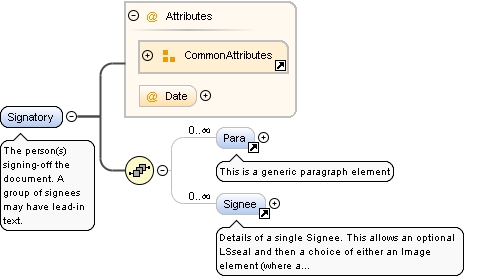 Attributes
CommonAttributes
@ Date
Signatory
The person(s)
signing-off the
document. A
group of signees
may have lead-in
text.
0..∞
Para
This is a generic paragraph element
0..∞
Signee
Details of a single Signee. This allows an optional
LSseal and then a choice of either an Image
element (where a...